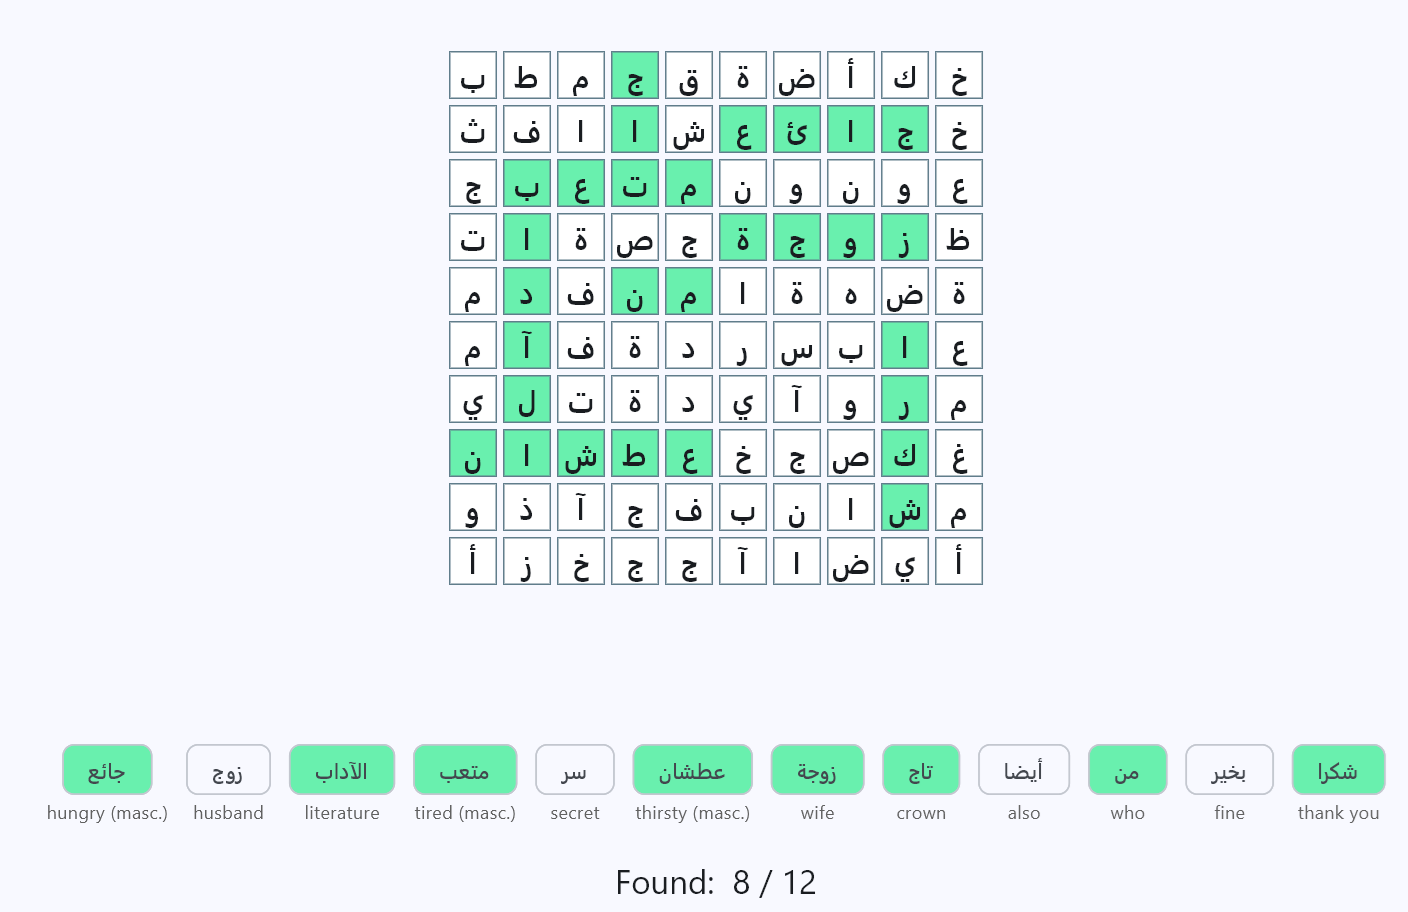 خ ك أ ض ة ق ج م ط ب
خ ج ا ئ ع ش ا ا ف ث
ع و ن و ن م ت ع ب ج
ظ ز و ج ة ج ص ة ا ت
ة ض ه ة ا م ن ف د م
ع ا ب س ر د ة ف آ م
م ر و آ ي د ة ت ل ي
غ ك ص ج خ ع ط ش ا ن
م ش ا ن ب ف ج آ ذ و
أ ي ض ا آ ج ج خ ز أ
شكرا
thank you
بخير
fine
من
who
أيضا
also
تاج
crown
زوجة
wife
عطشان
thirsty (masc.)
سر
secret
متعب
tired (masc.)
الآداب
literature
زوج
husband
جائع
hungry (masc.)
Found: 8 / 12